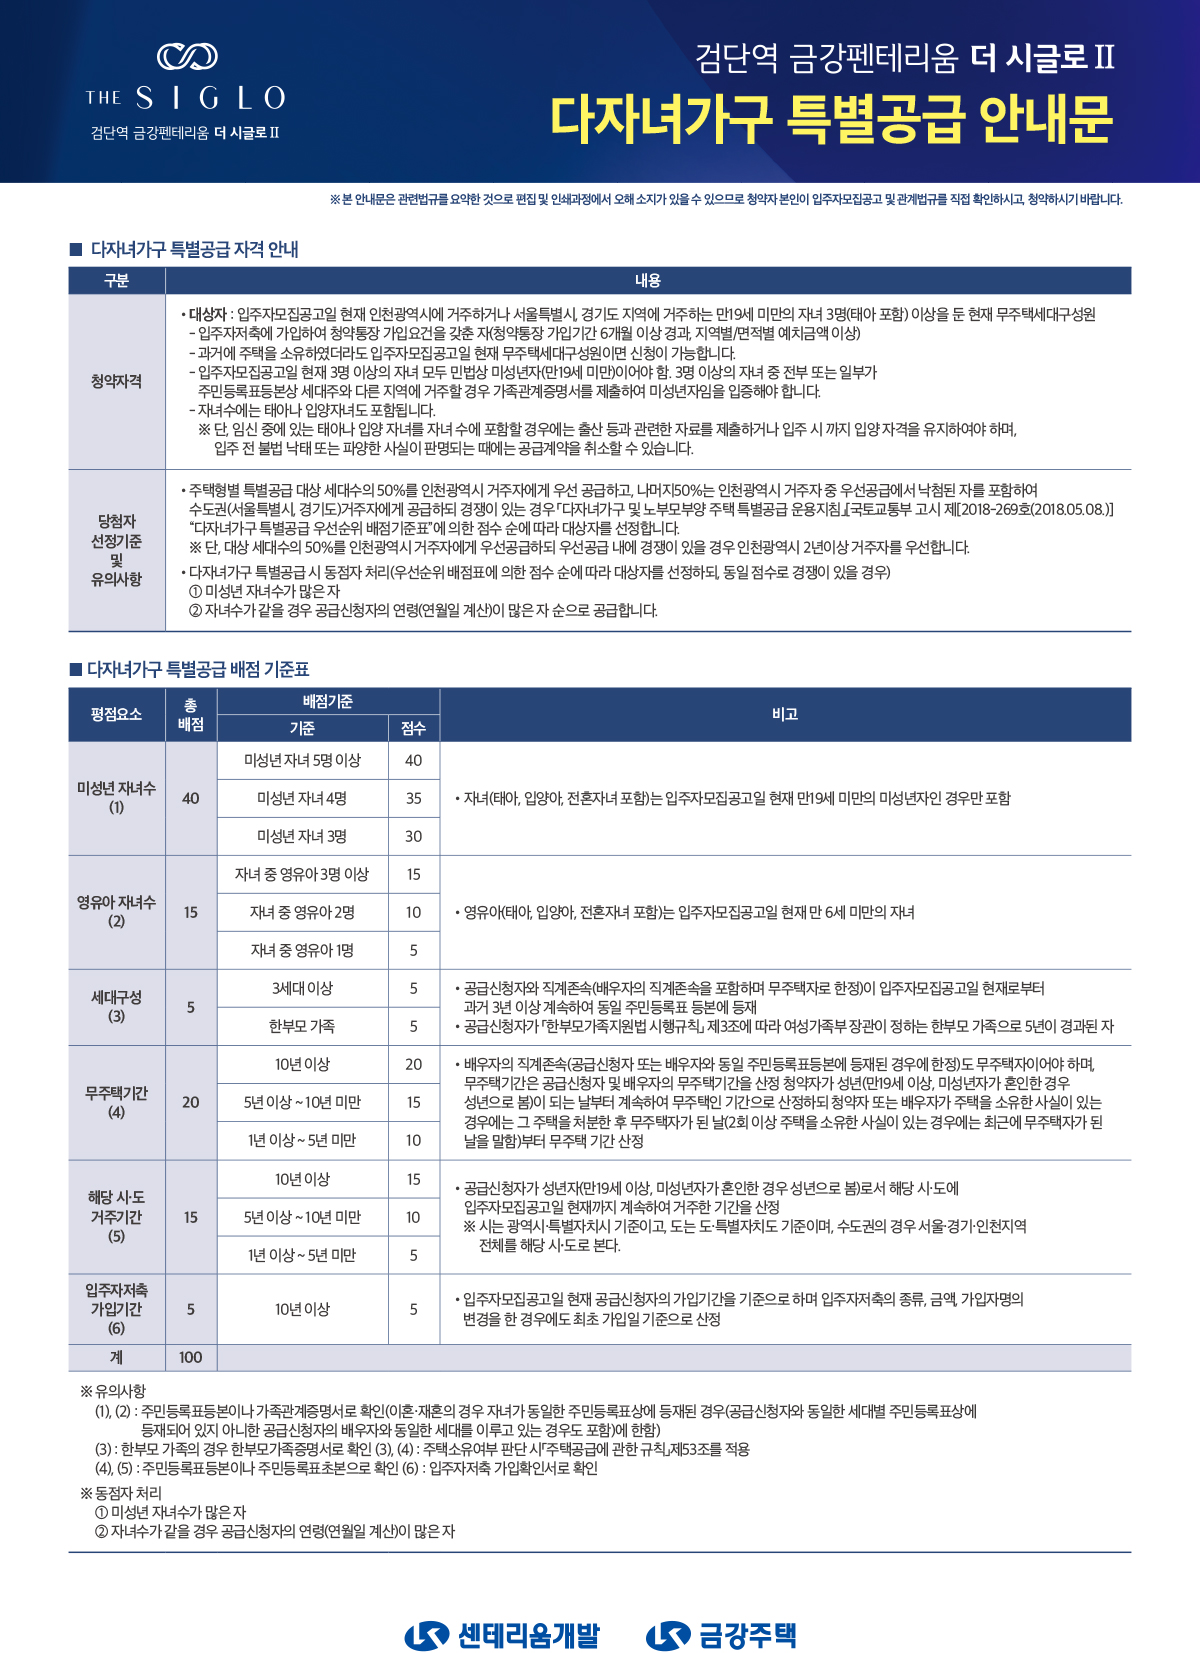 THE SIGLO
검단역 금강펜테리움 더 시글로Ⅱ
검단역 금강펜테리움 더 시글로Ⅱ
다자녀가구 특별공급 안내문
※ 본 안내문은 관련법규를 요약한 것으로 편집 및 인쇄과정에서 오해 소지가 있을 수 있으므로 청약자 본인이 입주자모집공고 및 관계법규를 직접 확인하시고, 청약하시기 바랍니다.
■ 다자녀가구 특별공급 자격 안내
구분 내용
청약자격
• 대상자 : 입주자모집공고일 현재 인천광역시에 거주하거나 서울특별시, 경기도 지역에 거주하는 만19세 미만의 자녀 3명(태아 포함) 이상을 둔 현재 무주택세대구성원
- 입주자저축에 가입하여 청약통장 가입요건을 갖춘 자(청약통장 가입기간 6개월 이상 경과, 지역별/면적별 예치금액 이상)
- 과거에 주택을 소유하였더라도 입주자모집공고일 현재 무주택세대구성원이면 신청이 가능합니다.
- 입주자모집공고일 현재 3명 이상의 자녀 모두 민법상 미성년자(만19세 미만)이어야 함. 3명 이상의 자녀 중 전부 또는 일부가
주민등록표등본상 세대주와 다른 지역에 거주할 경우 가족관계증명서를 제출하여 미성년자임을 입증해야 합니다.
- 자녀수에는 태아나 입양자녀도 포함됩니다.
※ 단, 임신 중에 있는 태아나 입양 자녀를 자녀 수에 포함할 경우에는 출산 등과 관련한 자료를 제출하거나 입주 시 까지 입양 자격을 유지하여야 하며,
입주 전 불법 낙태 또는 파양한 사실이 판명되는 때에는 공급계약을 취소할 수 있습니다.
당첨자
선정기준
및
유의사항
• 주택형별 특별공급 대상 세대수의 50%를 인천광역시 거주자에게 우선 공급하고, 나머지50%는 인천광역시 거주자 중 우선공급에서 낙첨된 자를 포함하여
수도권(서울특별시, 경기도)거주자에게 공급하되 경쟁이 있는 경우 「다자녀가구 및 노부모부양 주택 특별공급 운용지침」[국토교통부 고시 제[2018-269호(2018.05.08.)]
“다자녀가구 특별공급 우선순위 배점기준표”에 의한 점수 순에 따라 대상자를 선정합니다.
※ 단, 대상 세대수의 50%를 인천광역시 거주자에게 우선공급하되 우선공급 내에 경쟁이 있을 경우 인천광역시 2년이상 거주자를 우선합니다.
• 다자녀가구 특별공급 시 동점자 처리(우선순위 배점표에 의한 점수 순에 따라 대상자를 선정하되, 동일 점수로 경쟁이 있을 경우)
① 미성년 자녀수가 많은 자
② 자녀수가 같을 경우 공급신청자의 연령(연월일 계산)이 많은 자 순으로 공급합니다.
■ 다자녀가구 특별공급 배점 기준표
평점요소 총 배점 배점기준 비고
기준 점수
미성년 자녀수
(1)
40
미성년 자녀 5명 이상 40
미성년 자녀 4명 35
미성년 자녀 3명 30
• 자녀(태아, 입양아, 전혼자녀 포함)는 입주자모집공고일 현재 만19세 미만의 미성년자인 경우만 포함
영유아 자녀수
(2)
15
자녀 중 영유아 3명 이상 15
자녀 중 영유아 2명 10
자녀 중 영유아 1명 5
• 영유아(태아, 입양아, 전혼자녀 포함)는 입주자모집공고일 현재 만 6세 미만의 자녀
세대구성
(3)
5
3세대 이상 5
한부모 가족 5
• 공급신청자와 직계존속(배우자의 직계존속을 포함하며 무주택자로 한정)이 입주자모집공고일 현재로부터
과거 3년 이상 계속하여 동일 주민등록표 등본에 등재
• 공급신청자가 「한부모가족지원법 시행규칙」 제3조에 따라 여성가족부 장관이 정하는 한부모 가족으로 5년이 경과된 자
무주택기간
(4)
20
10년 이상 20
5년 이상 ~ 10년 미만 15
1년 이상 ~ 5년 미만 10
• 배우자의 직계존속(공급신청자 또는 배우자와 동일 주민등록표등본에 등재된 경우에 한정)도 무주택자이어야 하며,
무주택기간은 공급신청자 및 배우자의 무주택기간을 산정 청약자가 성년(만19세 이상, 미성년자가 혼인한 경우
성년으로 봄)이 되는 날부터 계속하여 무주택인 기간으로 산정하되 청약자 또는 배우자가 주택을 소유한 사실이 있는
경우에는 그 주택을 처분한 후 무주택자가 된 날(2회 이상 주택을 소유한 사실이 있는 경우에는 최근에 무주택자가 된
날을 말함)부터 무주택 기간 산정
해당 시·도
거주기간
(5)
15
10년 이상 15
5년 이상 ~ 10년 미만 10
1년 이상 ~ 5년 미만 5
• 공급신청자가 성년자(만19세 이상, 미성년자가 혼인한 경우 성년으로 봄)로서 해당 시·도에
입주자모집공고일 현재까지 계속하여 거주한 기간을 산정
※ 시는 광역시·특별자치시 기준이고, 도는 도·특별자치도 기준이며, 수도권의 경우 서울·경기·인천지역
전체를 해당 시·도로 본다.
입주자저축
가입기간
(6)
5
10년 이상 5
• 입주자모집공고일 현재 공급신청자의 가입기간을 기준으로 하며 입주자저축의 종류, 금액, 가입자명의
변경을 한 경우에도 최초 가입일 기준으로 산정
계 100
※ 유의사항
(1), (2) : 주민등록표등본이나 가족관계증명서로 확인(이혼·재혼의 경우 자녀가 동일한 주민등록표상에 등재된 경우(공급신청자와 동일한 세대별 주민등록표상에
등재되어 있지 아니한 공급신청자의 배우자와 동일한 세대를 이루고 있는 경우도 포함)에 한함)
(3) : 한부모 가족의 경우 한부모가족증명서로 확인 (3), (4) : 주택소유여부 판단 시 「주택공급에 관한 규칙」제53조를 적용
(4), (5) : 주민등록표등본이나 주민등록표초본으로 확인 (6) : 입주자저축 가입확인서로 확인
※ 동점자 처리
① 미성년 자녀수가 많은 자
② 자녀수가 같을 경우 공급신청자의 연령(연월일 계산)이 많은 자
센테리움개발 금강주택